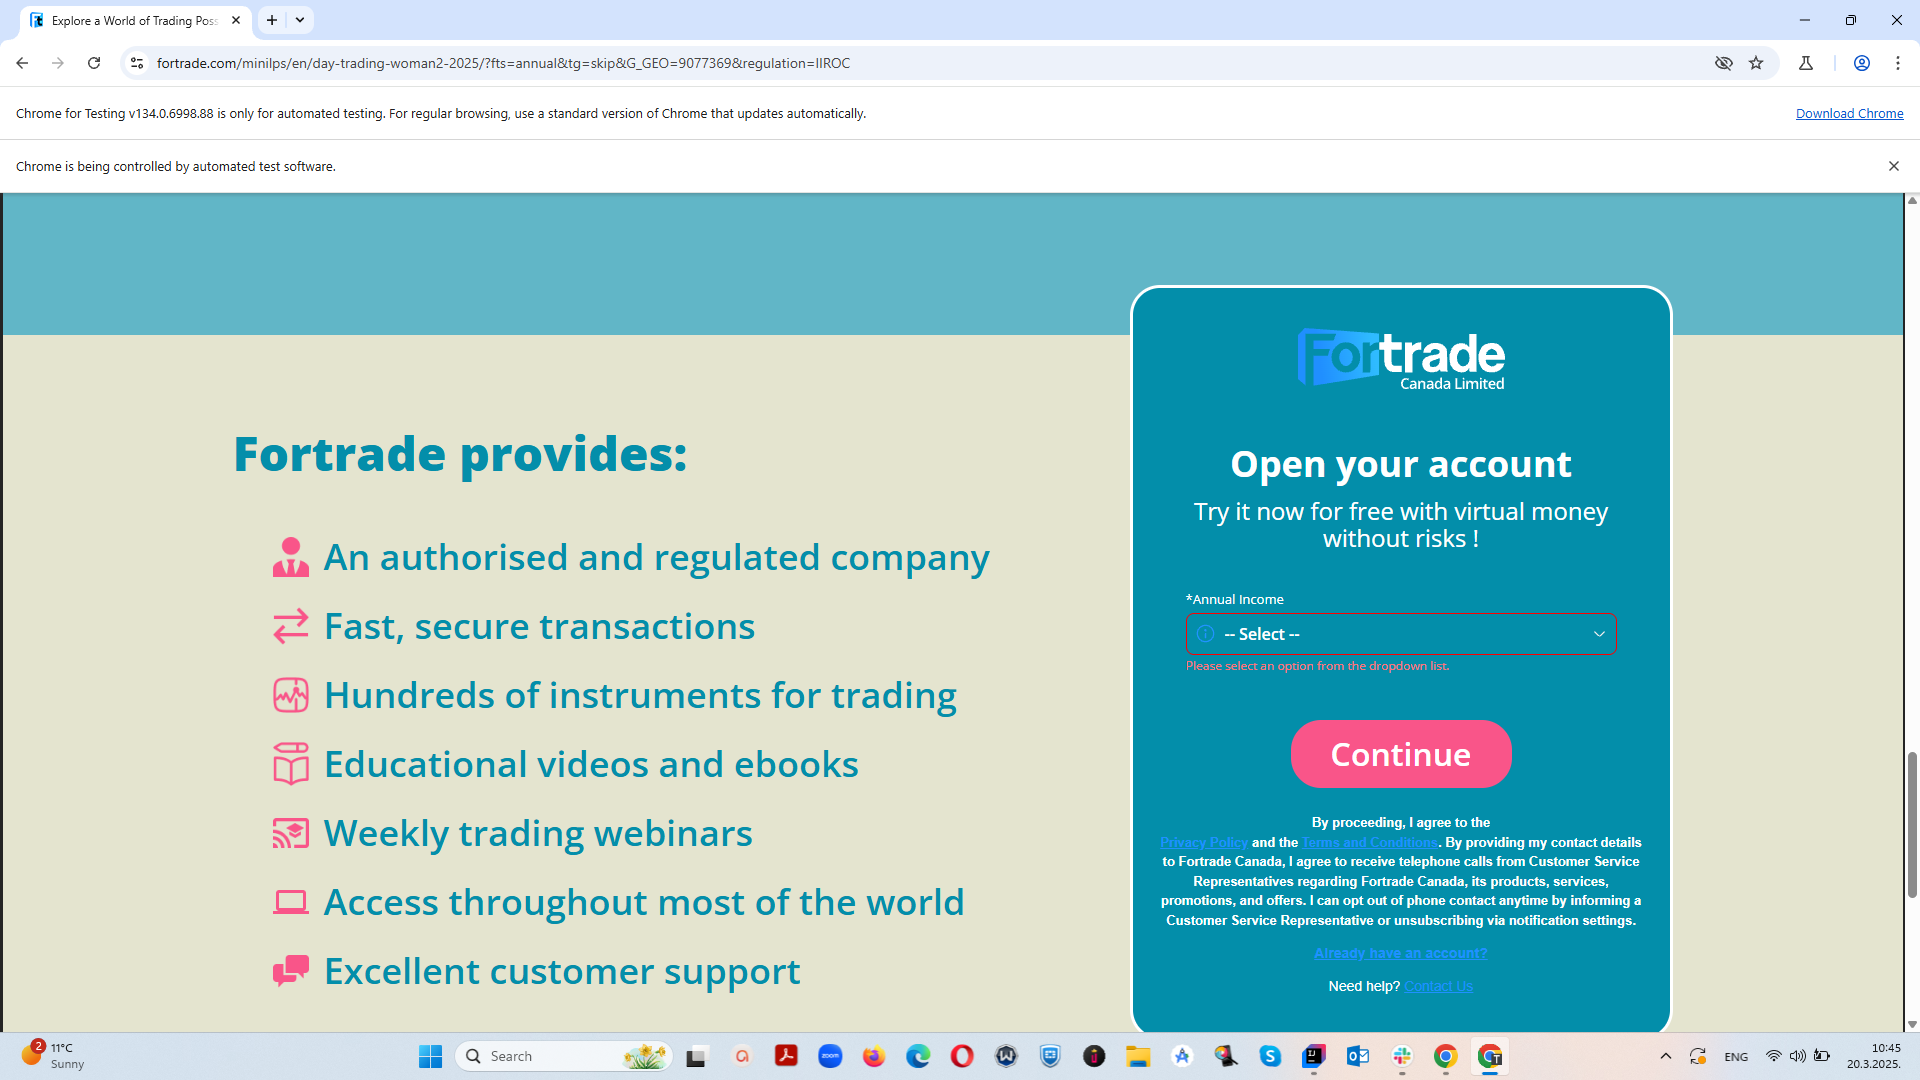 Explore a World of Trading Poss
fortrade.com/minilps/en/day-trading-woman2-2025/?fts=annual&tg=skip&G_GEO=9077369&regulation=IIROC
Chrome for Testing v134.0.6998.88 is only for automated testing. For regular browsing, use a standard version of Chrome that updates automatically.
Download Chrome
Chrome is being controlled by automated test software.
Fortrade provides:
An authorised and regulated company
Fast, secure transactions
Hundreds of instruments for trading
Educational videos and ebooks
Weekly trading webinars
Access throughout most of the world
Excellent customer support
Fortrade
Canada Limited
Open your account
Try it now for free with virtual money
without risks !
*Annual Income
-- Select --
Please select an option from the dropdown list.
Continue
By proceeding, I agree to the
Privacy Policy and the Terms and Conditions. By providing my contact details
to Fortrade Canada, I agree to receive telephone calls from Customer Service
Representatives regarding Fortrade Canada, its products, services,
promotions, and offers. I can opt out of phone contact anytime by informing a
Customer Service Representative or unsubscribing via notification settings.
Already have an account?
Need help? Contact Us
2
11°C
Sunny
Search
zoom
ENG
10:45
20.3.2025.